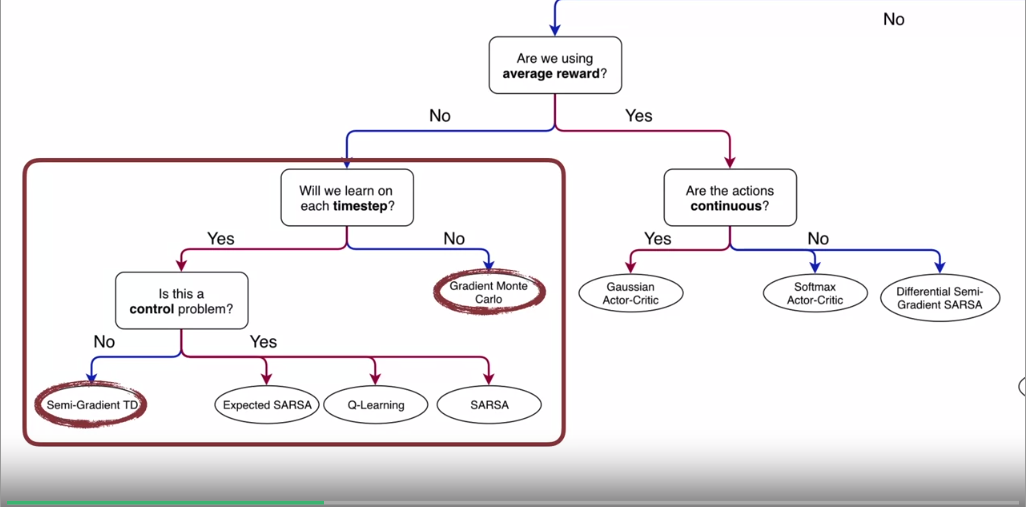 No
Are we using
average reward?
No
Yes
Will we learn on
each timestep?
Are the actions
continuous?
Yes
No
Yes
No
Is this a
control problem?
Gradient Monte
Carlo
Gaussian
Actor-Critic
Softmax
Actor-Critic
Differential Semi-
Gradient SARSA
No
Yes
Semi-Gradient TD
Expected SARSA
Q-Learning
SARSA